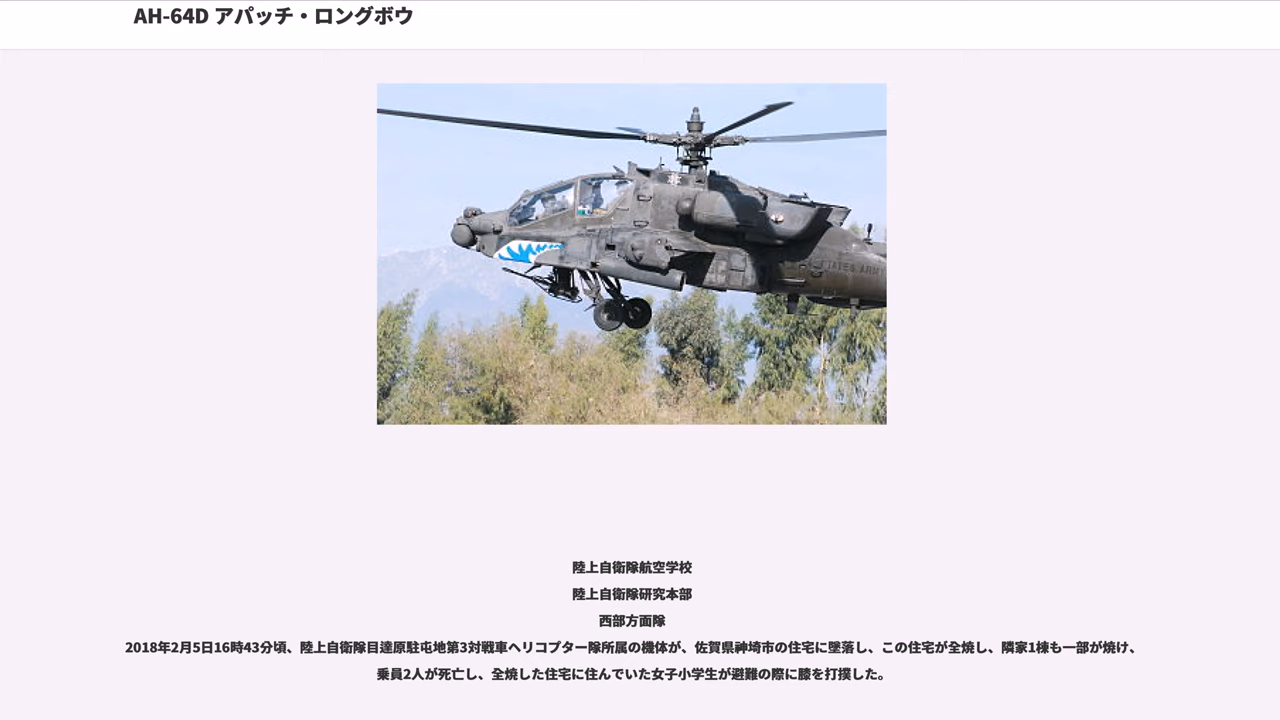 AH-64D アパッチ・ロングボウ
陸上自衛隊航空学校
陸上自衛隊研究本部
西部方面隊
2018年2月5日16時43分頃、陸上自衛隊目達原駐屯地第3対戦車ヘリコプター隊所属の機体が、佐賀県神埼市の住宅に墜落し、この住宅が全焼し、隣家1棟も一部が焼け、
乗員2人が死亡し、全焼した住宅に住んでいた女子小学生が避難の際に膝を打撲した。